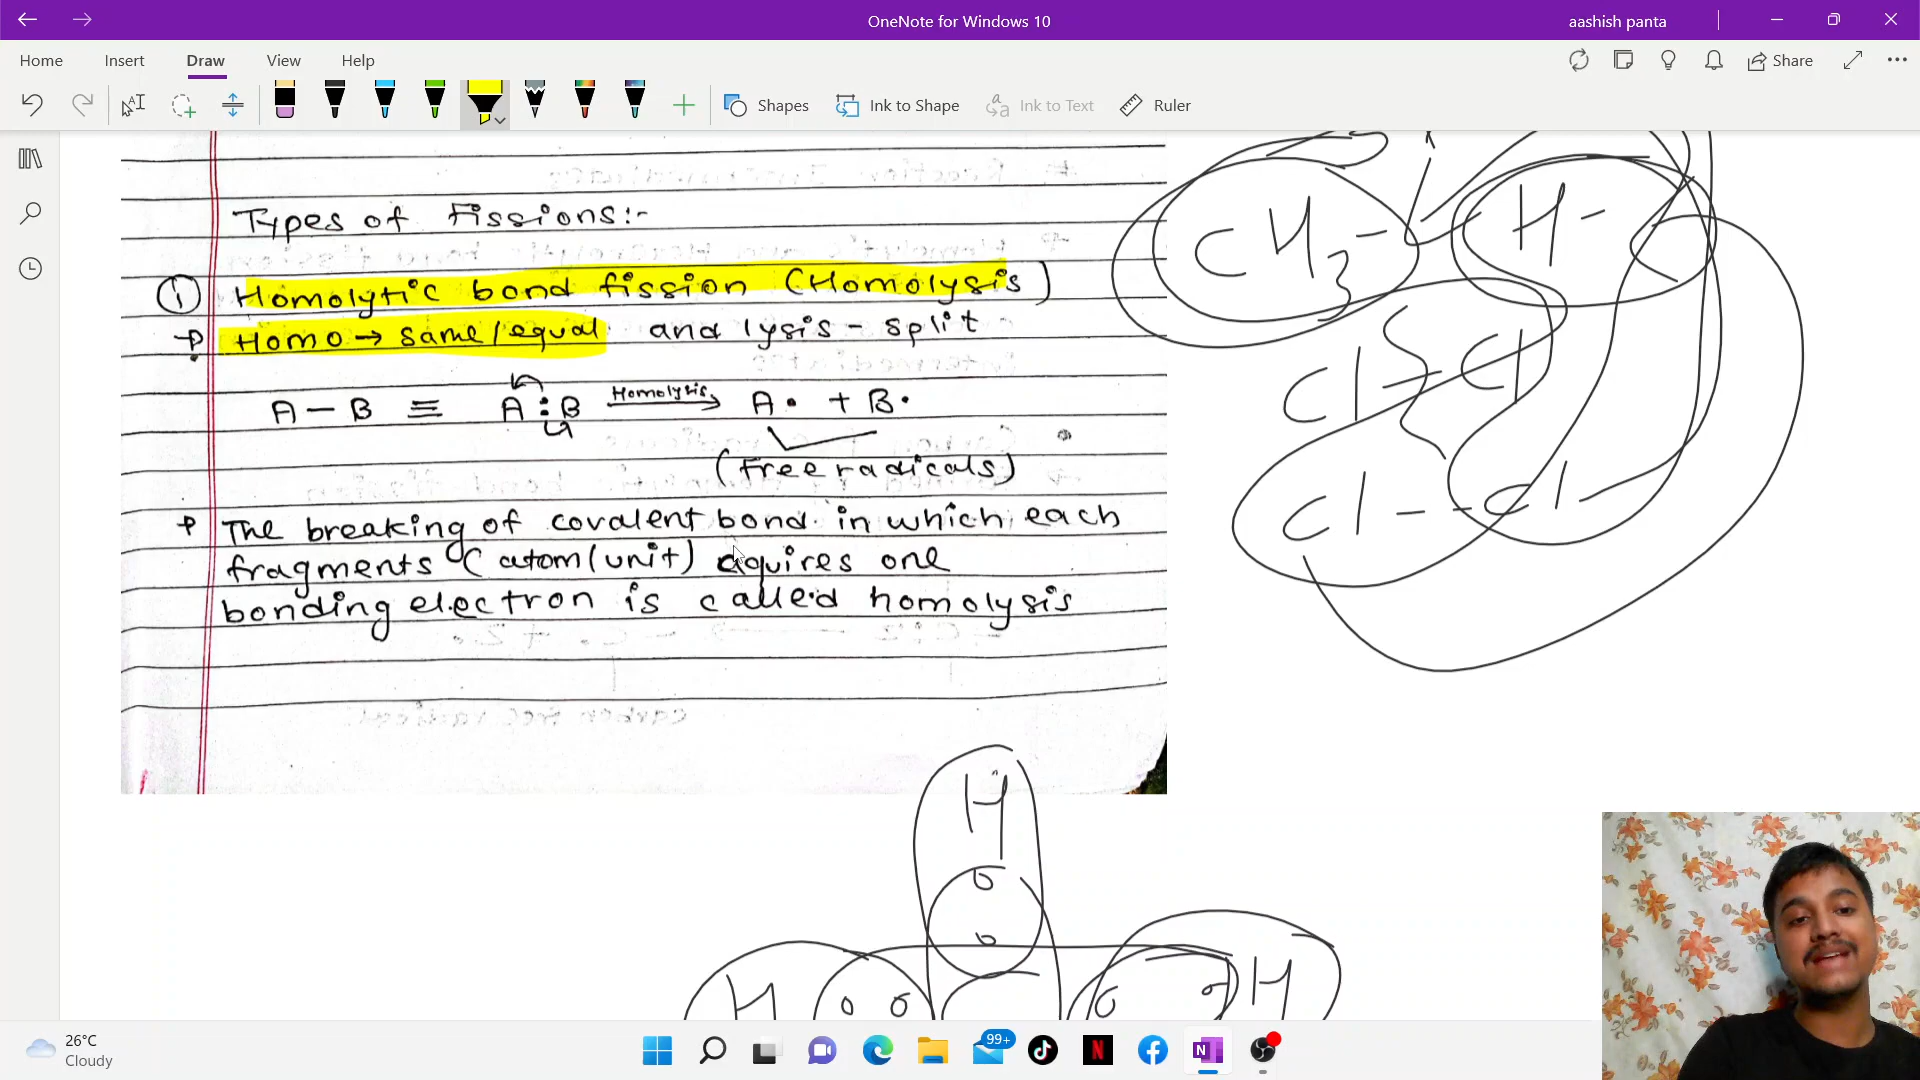 OneNote for Windows 10
aashish panta
Home Insert Draw View Help
Share
Shapes Ink to Shape Ink to Text Ruler
Types of Fissions:-
① Homolytic bond fission (Homolysis)
→ Homo → same/equal and lysis - split
A — B ≡ A : B Homolysis A• + B•
(free radicals)
→ The breaking of covalent bond in which each
fragments (atom/unit) aquires one
bonding electron is called homolysis
CH3 - H -
Cl - Cl
Cl - - Cl
H
H H
26°C
Cloudy
99+